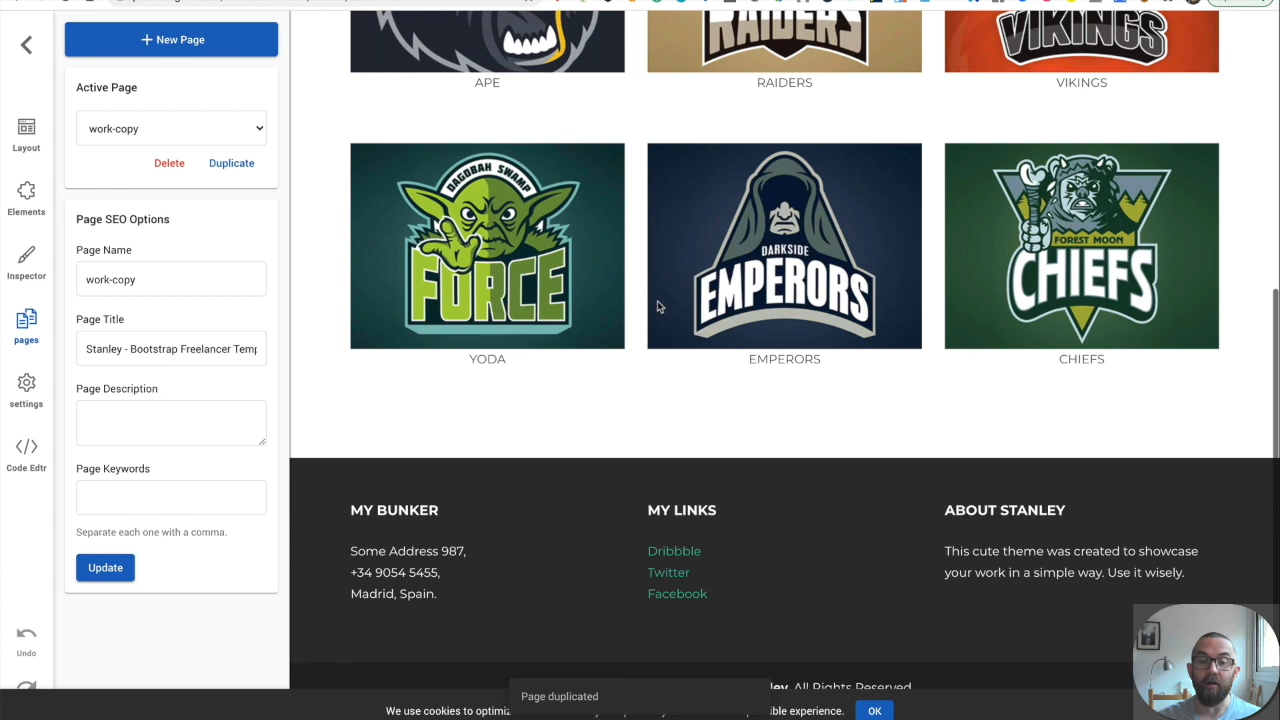 New Page
Active Page
work-copy
Delete
Duplicate
Page SEO Options
Page Name
work-copy
Page Title
Stanley - Bootstrap Freelancer Temp
Page Description
Page Keywords
Separate each one with a comma.
Update
Layout
Elements
Inspector
pages
settings
Code Edtr
Undo
RAIDERS
VIKINGS
APE
RAIDERS
VIKINGS
DAGOBAH SWAMP
FORCE
DARKSIDE
EMPERORS
FOREST MOON
CHIEFS
YODA
EMPERORS
CHIEFS
MY BUNKER
Some Address 987,
+34 9054 5455,
Madrid, Spain.
MY LINKS
Dribbble
Twitter
Facebook
ABOUT STANLEY
This cute theme was created to showcase
your work in a simple way. Use it wisely.
All Rights Reserved
Page duplicated
We use cookies to
experience.
OK